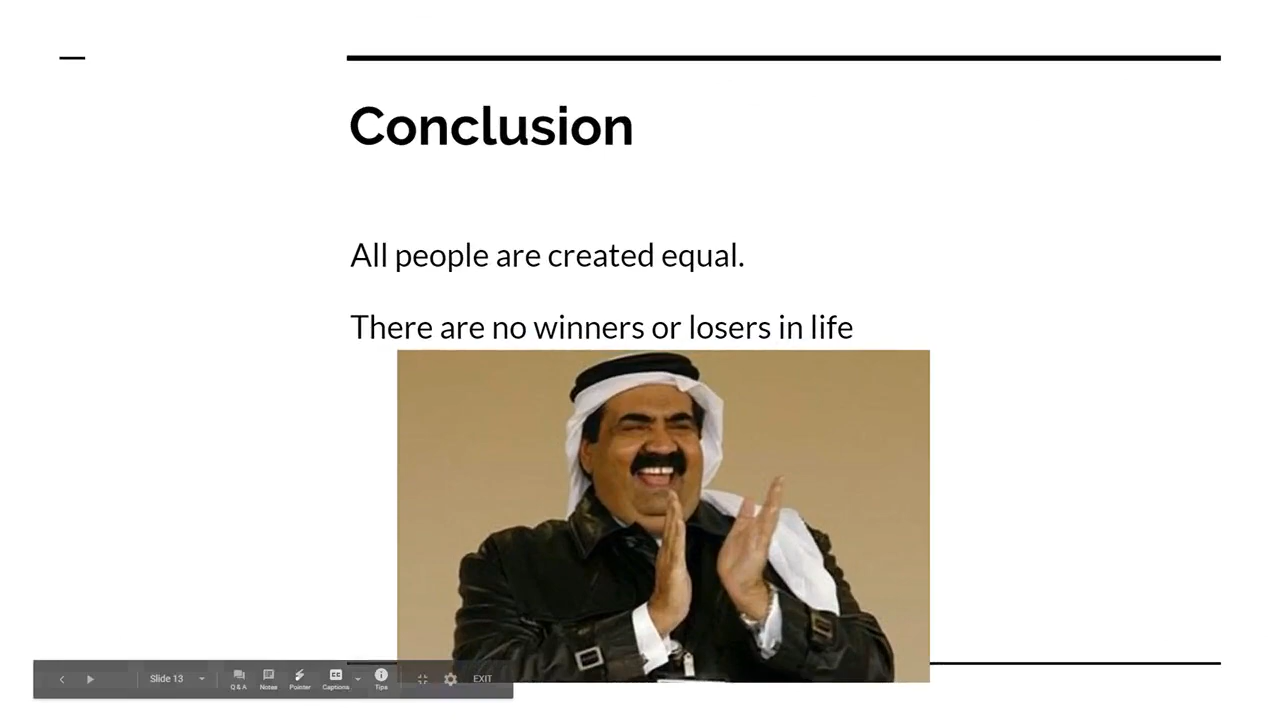 Conclusion
All people are created equal.
There are no winners or losers in life
Slide 13
Q & A Notes Pointer Captions Tips EXIT